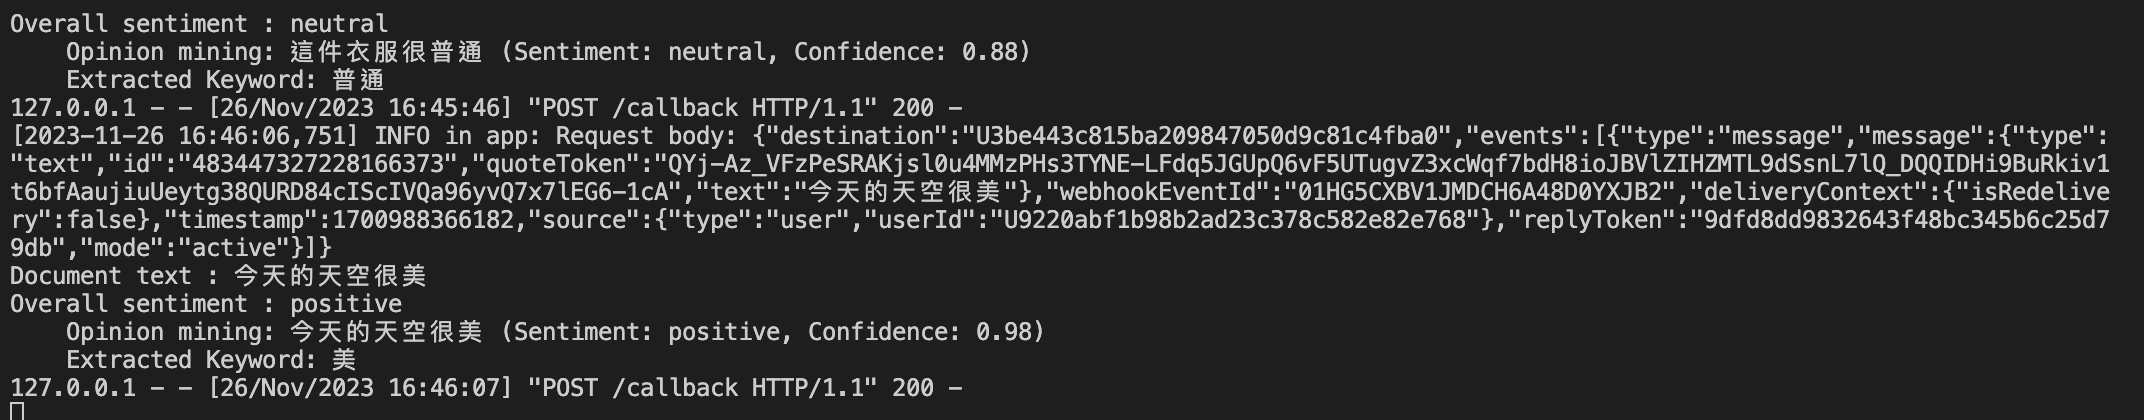 Overall sentiment : neutral
    Opinion mining: 這件衣服很普通 (Sentiment: neutral, Confidence: 0.88)
    Extracted Keyword: 普通
127.0.0.1 - - [26/Nov/2023 16:45:46] "POST /callback HTTP/1.1" 200 -
[2023-11-26 16:46:06,751] INFO in app: Request body: {"destination":"U3be443c815ba209847050d9c81c4fba0","events":[{"type":"message","message":{"type":
"text","id":"483447327228166373","quoteToken":"QYj-Az_VFzPeSRAKjsl0u4MMzPHs3TYNE-LFdq5JGUpQ6vF5UTugvZ3xcWqf7bdH8ioJBVlZIHZMTL9dSsnL7lQ_DQQIDHi9BuRkiv1
t6bfAaujiuUeytg38QURD84cIScIVQa96yvQ7x7lEG6-1cA","text":"今天的天空很美"},"webhookEventId":"01HG5CXBV1JMDCH6A48D0YXJB2","deliveryContext":{"isRedelive
ry":false},"timestamp":1700988366182,"source":{"type":"user","userId":"U9220abf1b98b2ad23c378c582e82e768"},"replyToken":"9dfd8dd9832643f48bc345b6c25d7
9db","mode":"active"}]}
Document text : 今天的天空很美
Overall sentiment : positive
    Opinion mining: 今天的天空很美 (Sentiment: positive, Confidence: 0.98)
    Extracted Keyword: 美
127.0.0.1 - - [26/Nov/2023 16:46:07] "POST /callback HTTP/1.1" 200 -